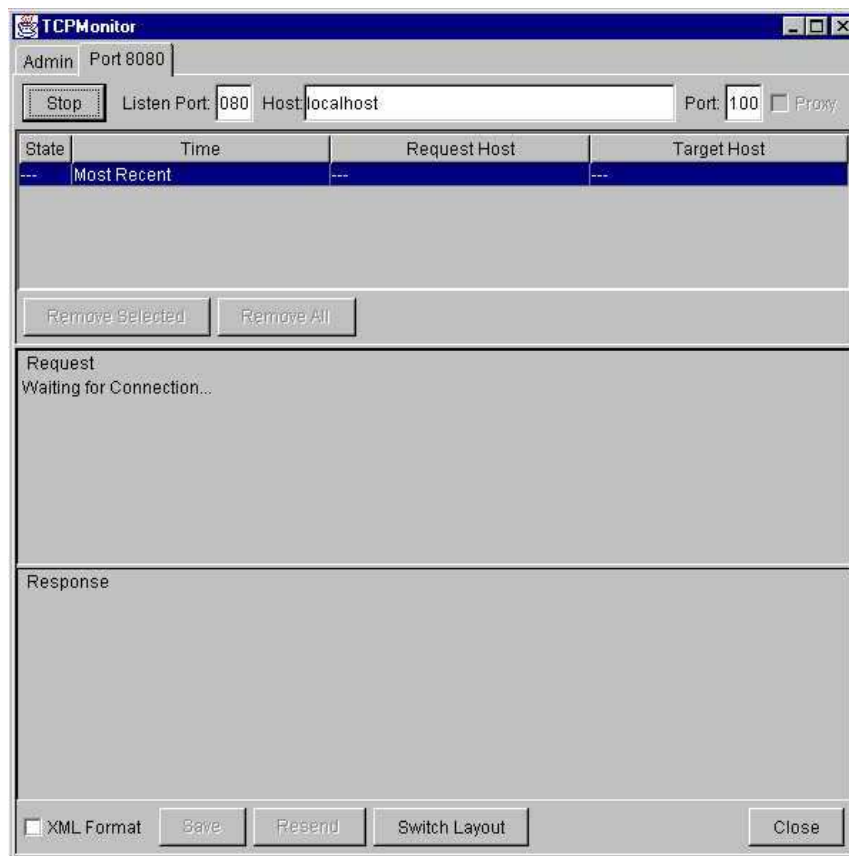 TCPMonitor
Admin Port 8080
Stop Listen Port: 080 Host: localhost Port: 100 Proxy
State Time Request Host Target Host
--- Most Recent --- ---
Remove Selected Remove All
Request
Waiting for Connection...
Response
XML Format Save Resend Switch Layout Close